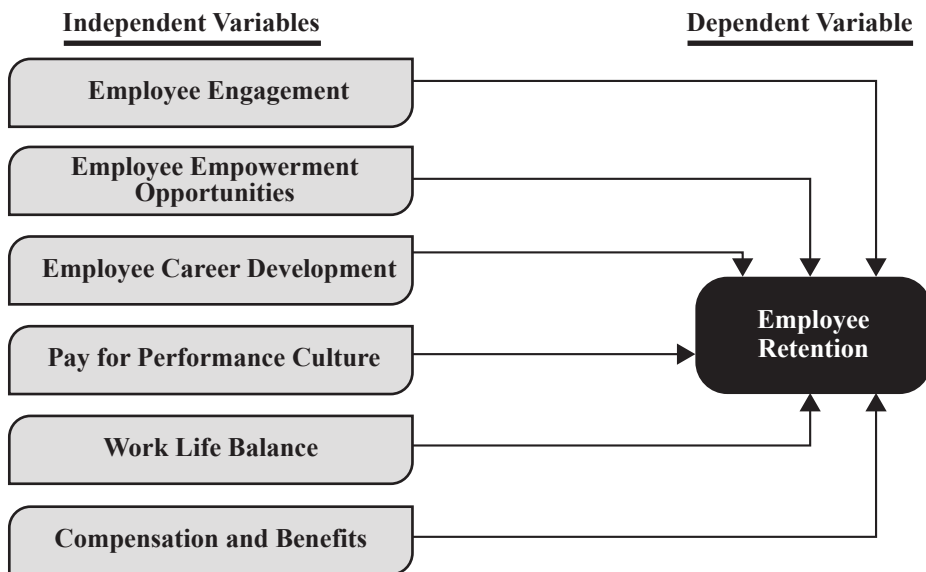 Independent Variables
Dependent Variable
Employee Engagement
Employee Empowerment
Opportunities
Employee Career Development
Pay for Performance Culture
Work Life Balance
Compensation and Benefits
Employee
Retention